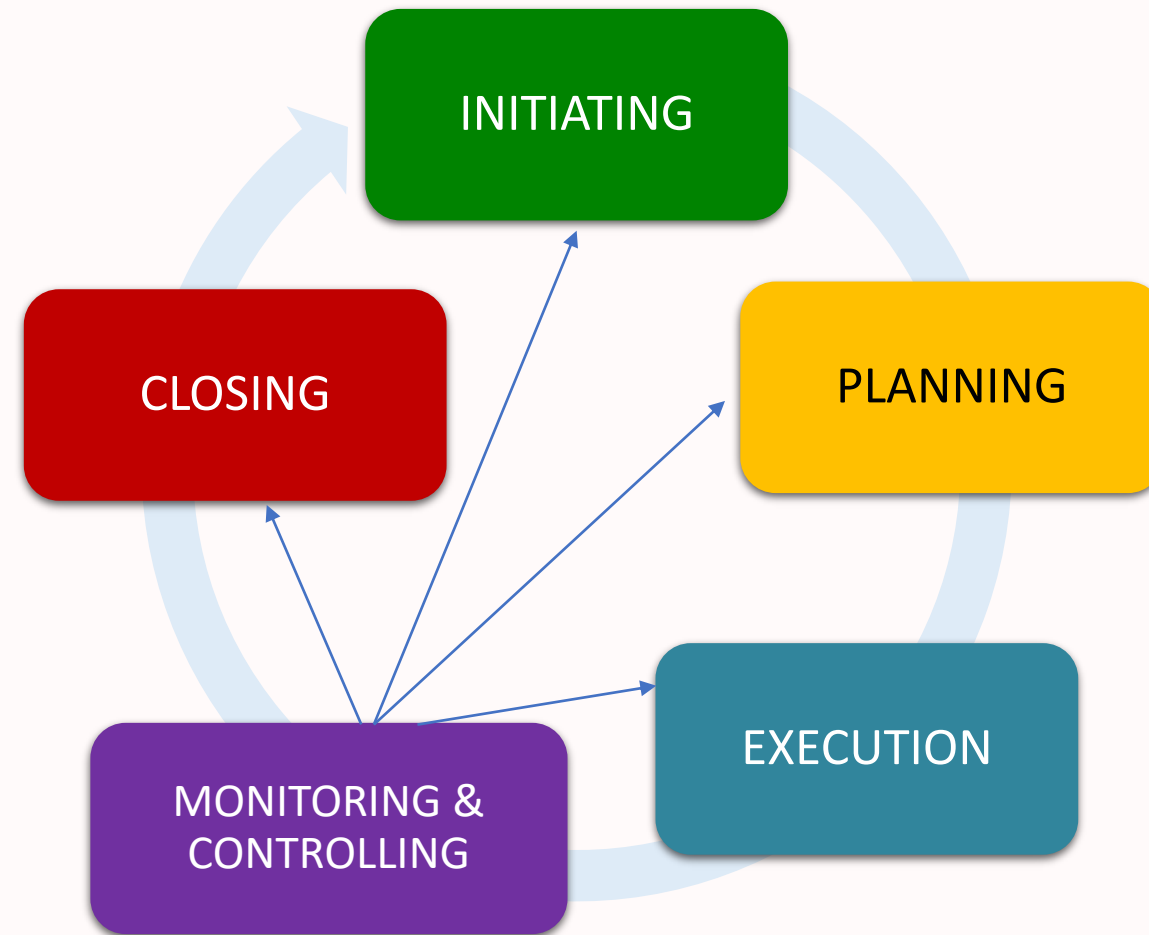 INITIATING
PLANNING
EXECUTION
MONITORING &
CONTROLLING
CLOSING